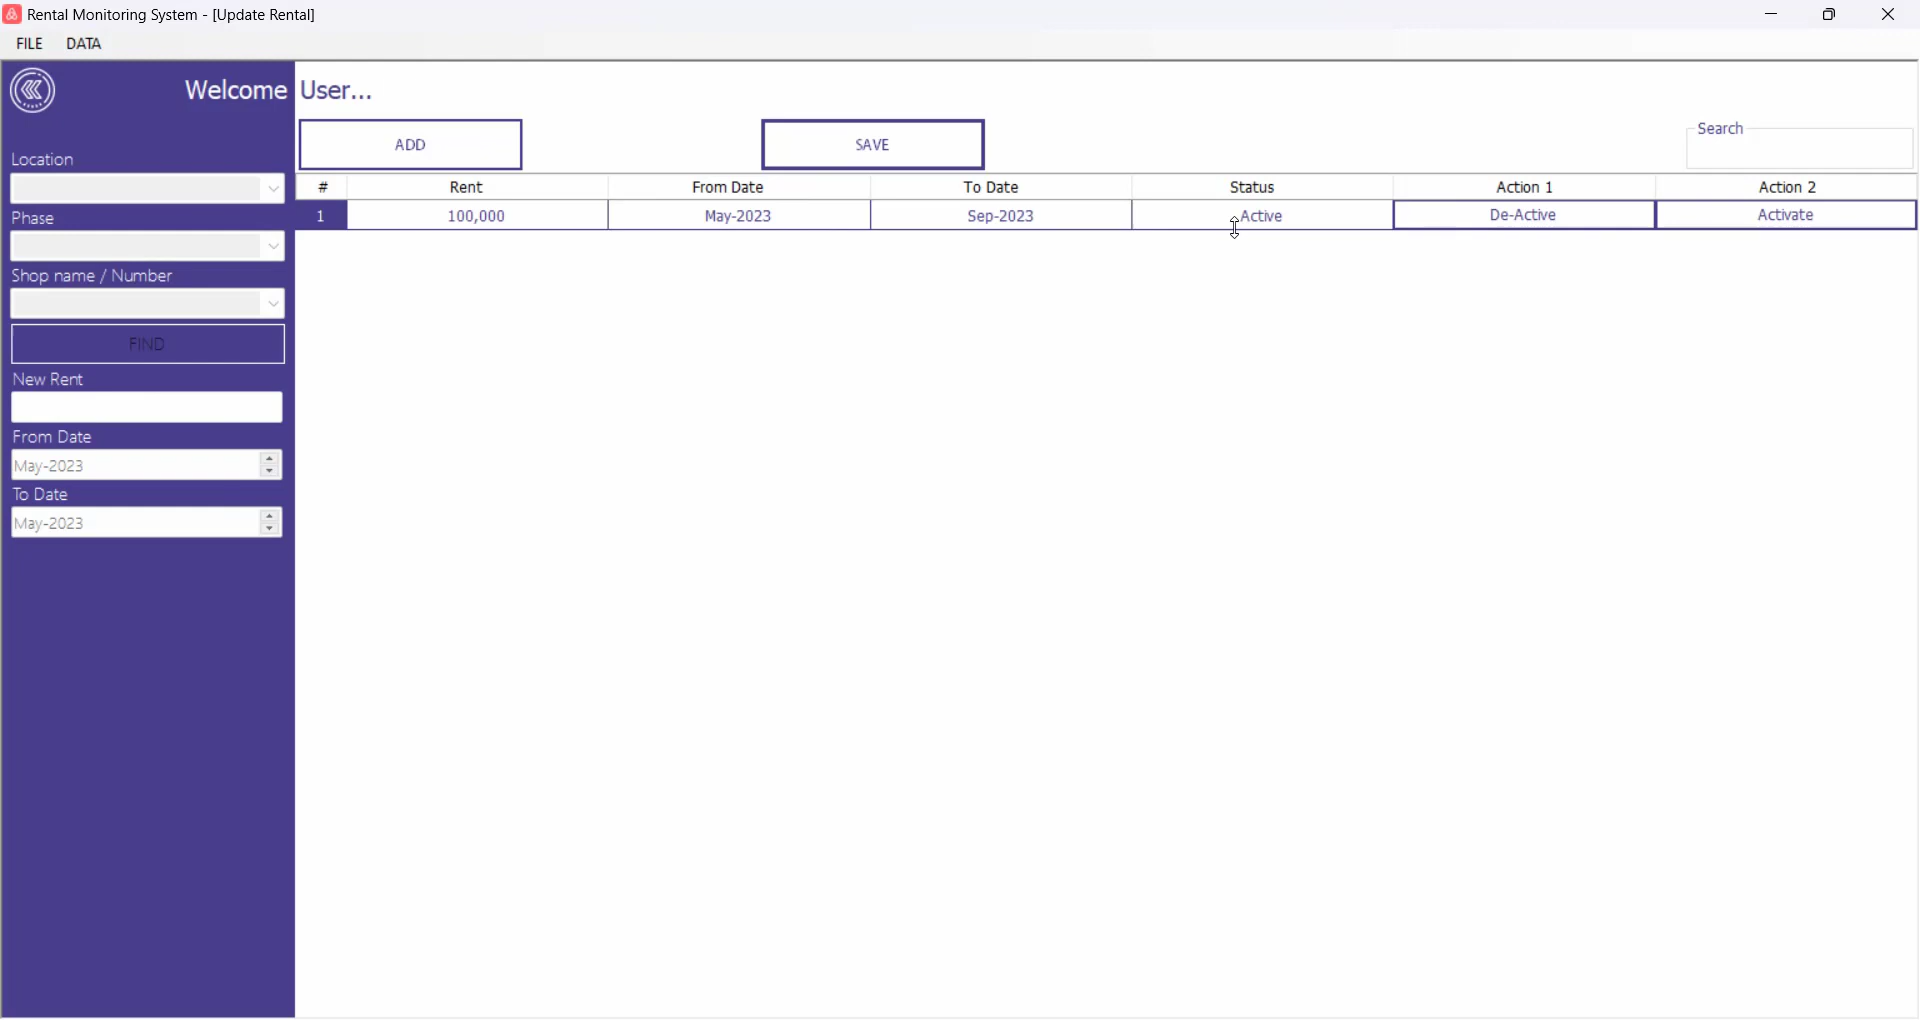 Rental Monitoring System - [Update Rental]
FILE DATA
Welcome User...
ADD SAVE Search
Location
Phase
Shop name / Number
FIND
New Rent
From Date
May-2023
To Date
May-2023
# Rent From Date To Date Status Action 1 Action 2
1 100,000 May-2023 Sep-2023 Active De-Active Activate